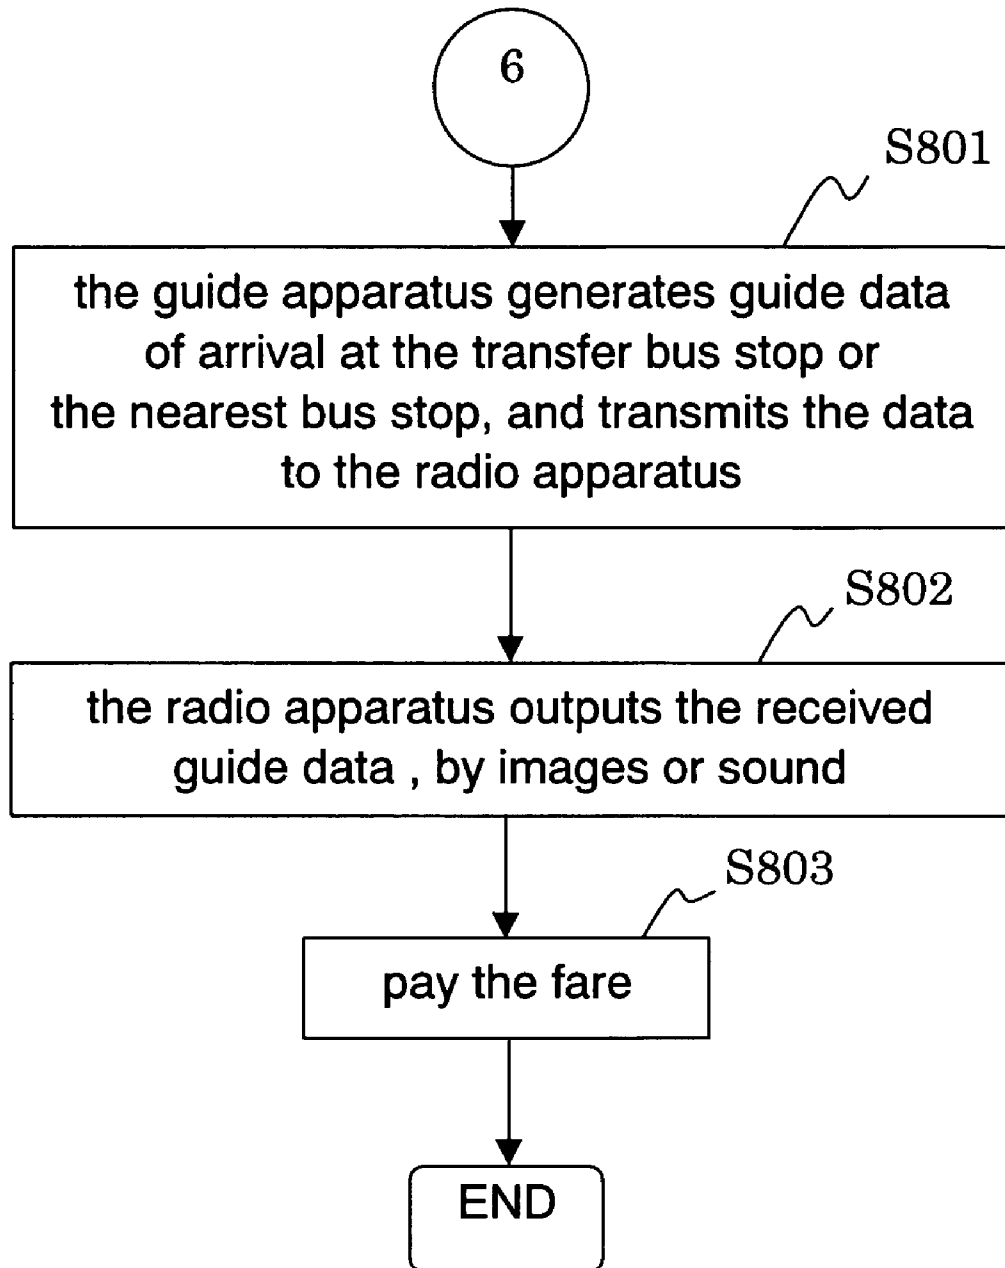 6
S801
the guide apparatus generates guide data
of arrival at the transfer bus stop or
the nearest bus stop, and transmits the data
to the radio apparatus
S802
the radio apparatus outputs the received
guide data , by images or sound
S803
pay the fare
END